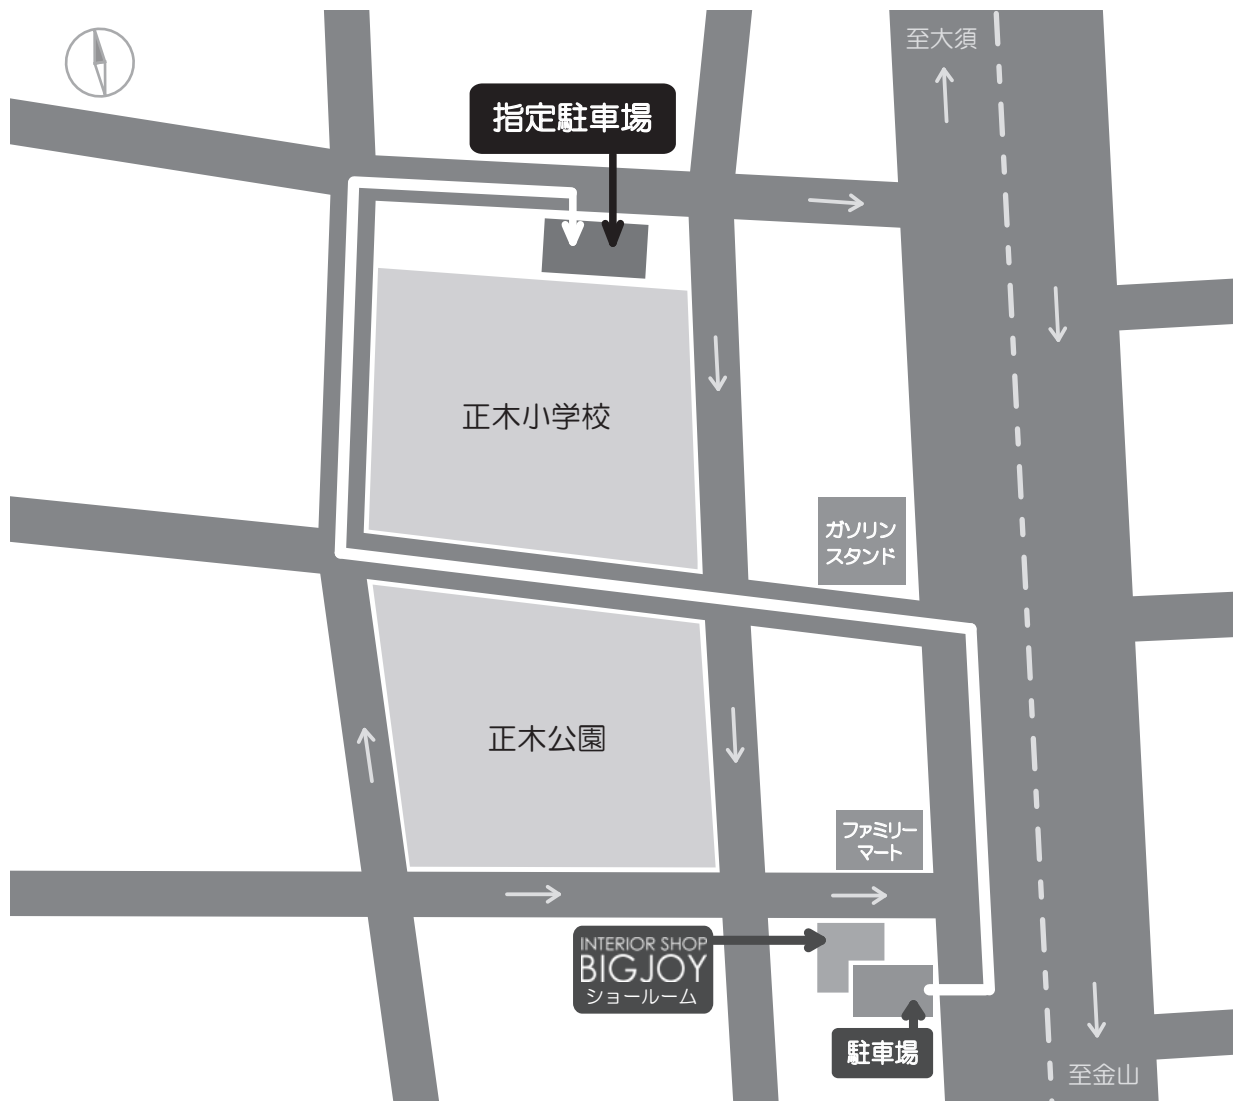 至大須
指定駐車場
正木小学校
ガソリン
スタンド
正木公園
ファミリー
マート
INTERIOR SHOP
BIGJOY
ショールーム
駐車場
至金山